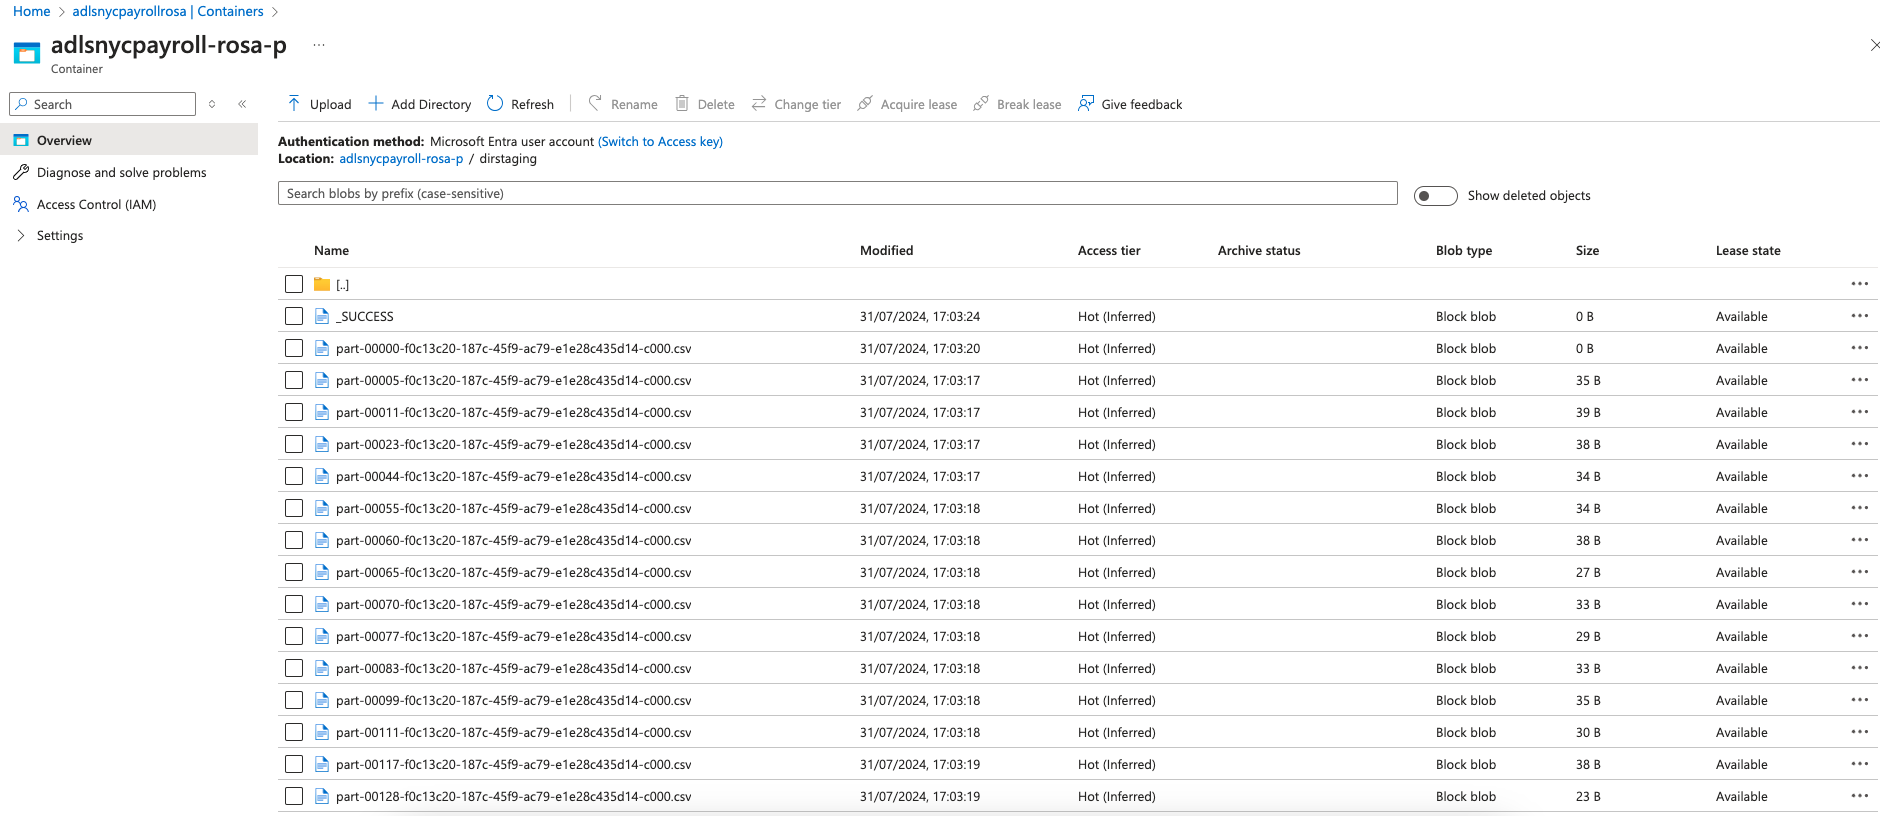 Home > adlsnycpayrollrosa | Containers >
adlsnycpayroll-rosa-p ...
Container
Search
Upload Add Directory Refresh Rename Delete Change tier Acquire lease Break lease Give feedback
Overview
Diagnose and solve problems
Access Control (IAM)
Settings
Authentication method: Microsoft Entra user account (Switch to Access key)
Location: adlsnycpayroll-rosa-p / dirstaging
Search blobs by prefix (case-sensitive)
Show deleted objects
Name Modified Access tier Archive status Blob type Size Lease state
[..]
_SUCCESS 31/07/2024, 17:03:24 Hot (Inferred) Block blob 0 B Available
part-00000-f0c13c20-187c-45f9-ac79-e1e28c435d14-c000.csv 31/07/2024, 17:03:20 Hot (Inferred) Block blob 0 B Available
part-00005-f0c13c20-187c-45f9-ac79-e1e28c435d14-c000.csv 31/07/2024, 17:03:17 Hot (Inferred) Block blob 35 B Available
part-00011-f0c13c20-187c-45f9-ac79-e1e28c435d14-c000.csv 31/07/2024, 17:03:17 Hot (Inferred) Block blob 39 B Available
part-00023-f0c13c20-187c-45f9-ac79-e1e28c435d14-c000.csv 31/07/2024, 17:03:17 Hot (Inferred) Block blob 38 B Available
part-00044-f0c13c20-187c-45f9-ac79-e1e28c435d14-c000.csv 31/07/2024, 17:03:17 Hot (Inferred) Block blob 34 B Available
part-00055-f0c13c20-187c-45f9-ac79-e1e28c435d14-c000.csv 31/07/2024, 17:03:18 Hot (Inferred) Block blob 34 B Available
part-00060-f0c13c20-187c-45f9-ac79-e1e28c435d14-c000.csv 31/07/2024, 17:03:18 Hot (Inferred) Block blob 38 B Available
part-00065-f0c13c20-187c-45f9-ac79-e1e28c435d14-c000.csv 31/07/2024, 17:03:18 Hot (Inferred) Block blob 27 B Available
part-00070-f0c13c20-187c-45f9-ac79-e1e28c435d14-c000.csv 31/07/2024, 17:03:18 Hot (Inferred) Block blob 33 B Available
part-00077-f0c13c20-187c-45f9-ac79-e1e28c435d14-c000.csv 31/07/2024, 17:03:18 Hot (Inferred) Block blob 29 B Available
part-00083-f0c13c20-187c-45f9-ac79-e1e28c435d14-c000.csv 31/07/2024, 17:03:18 Hot (Inferred) Block blob 33 B Available
part-00099-f0c13c20-187c-45f9-ac79-e1e28c435d14-c000.csv 31/07/2024, 17:03:18 Hot (Inferred) Block blob 35 B Available
part-00111-f0c13c20-187c-45f9-ac79-e1e28c435d14-c000.csv 31/07/2024, 17:03:18 Hot (Inferred) Block blob 30 B Available
part-00117-f0c13c20-187c-45f9-ac79-e1e28c435d14-c000.csv 31/07/2024, 17:03:19 Hot (Inferred) Block blob 38 B Available
part-00128-f0c13c20-187c-45f9-ac79-e1e28c435d14-c000.csv 31/07/2024, 17:03:19 Hot (Inferred) Block blob 23 B Available